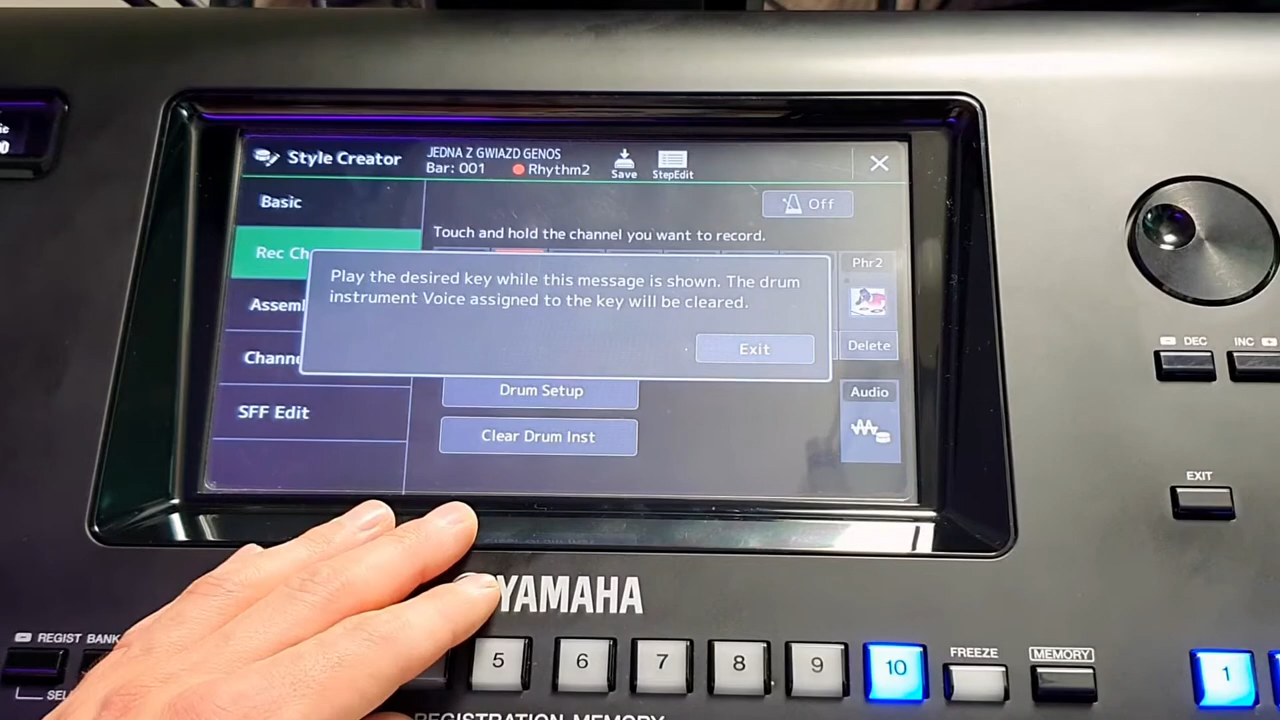 Style Creator
JEDNA Z GWIAZD GENOS
Bar: 001
Rhythm2
Save
StepEdit
Basic
Off
Touch and hold the channel you want to record.
Rec Ch
Phr2
Play the desired key while this message is shown. The drum
instrument Voice assigned to the key will be cleared.
Assem
Exit
Delete
Chann
Drum Setup
Audio
SFF Edit
Clear Drum Inst
DEC
INC
EXIT
YAMAHA
REGIST BANK
5
6
7
8
9
10
FREEZE
MEMORY
1
REGISTRATION MEMORY